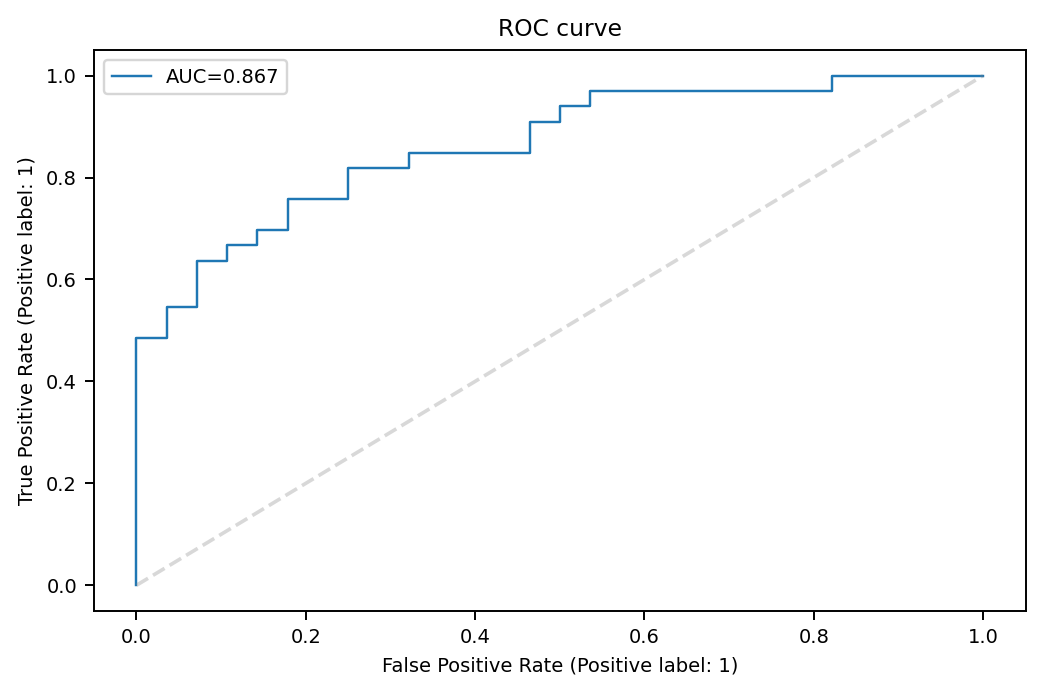 ROC curve
AUC=0.867
True Positive Rate (Positive label: 1)
1.0
0.8
0.6
0.4
0.2
0.0
0.0 0.2 0.4 0.6 0.8 1.0
False Positive Rate (Positive label: 1)